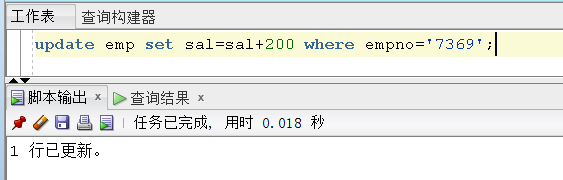 工作表 查询构建器
update emp set sal=sal+200 where empno='7369';
脚本输出 x 查询结果 x
任务已完成, 用时 0.018 秒
1 行已更新。